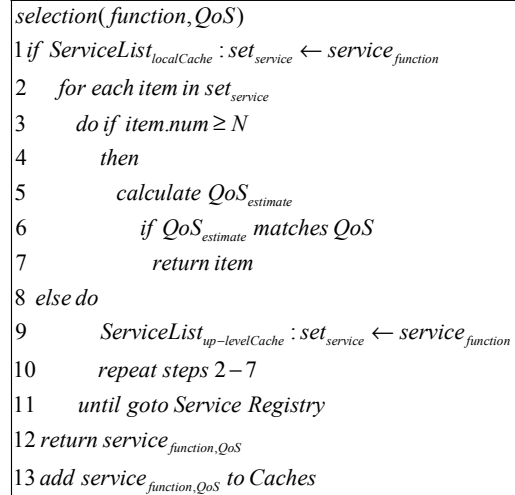 selection(function,QoS)
1 if ServiceList_localCache : set_service ← service_function
2 for each item in set_service
3 do if item.num ≥ N
4 then
5 calculate QoS_estimate
6 if QoS_estimate matches QoS
7 return item
8 else do
9 ServiceList_up−levelCache : set_service ← service_function
10 repeat steps 2−7
11 until goto Service Registry
12 return service_function,QoS
13 add service_function,QoS to Caches